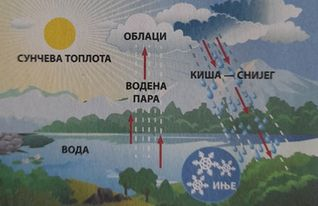 ОБЛАЦИ
СУНЧЕВА ТОПЛОТА
КИША — СНИЈЕГ
ВОДЕНА
ПАРА
ВОДА
ИЊЕ